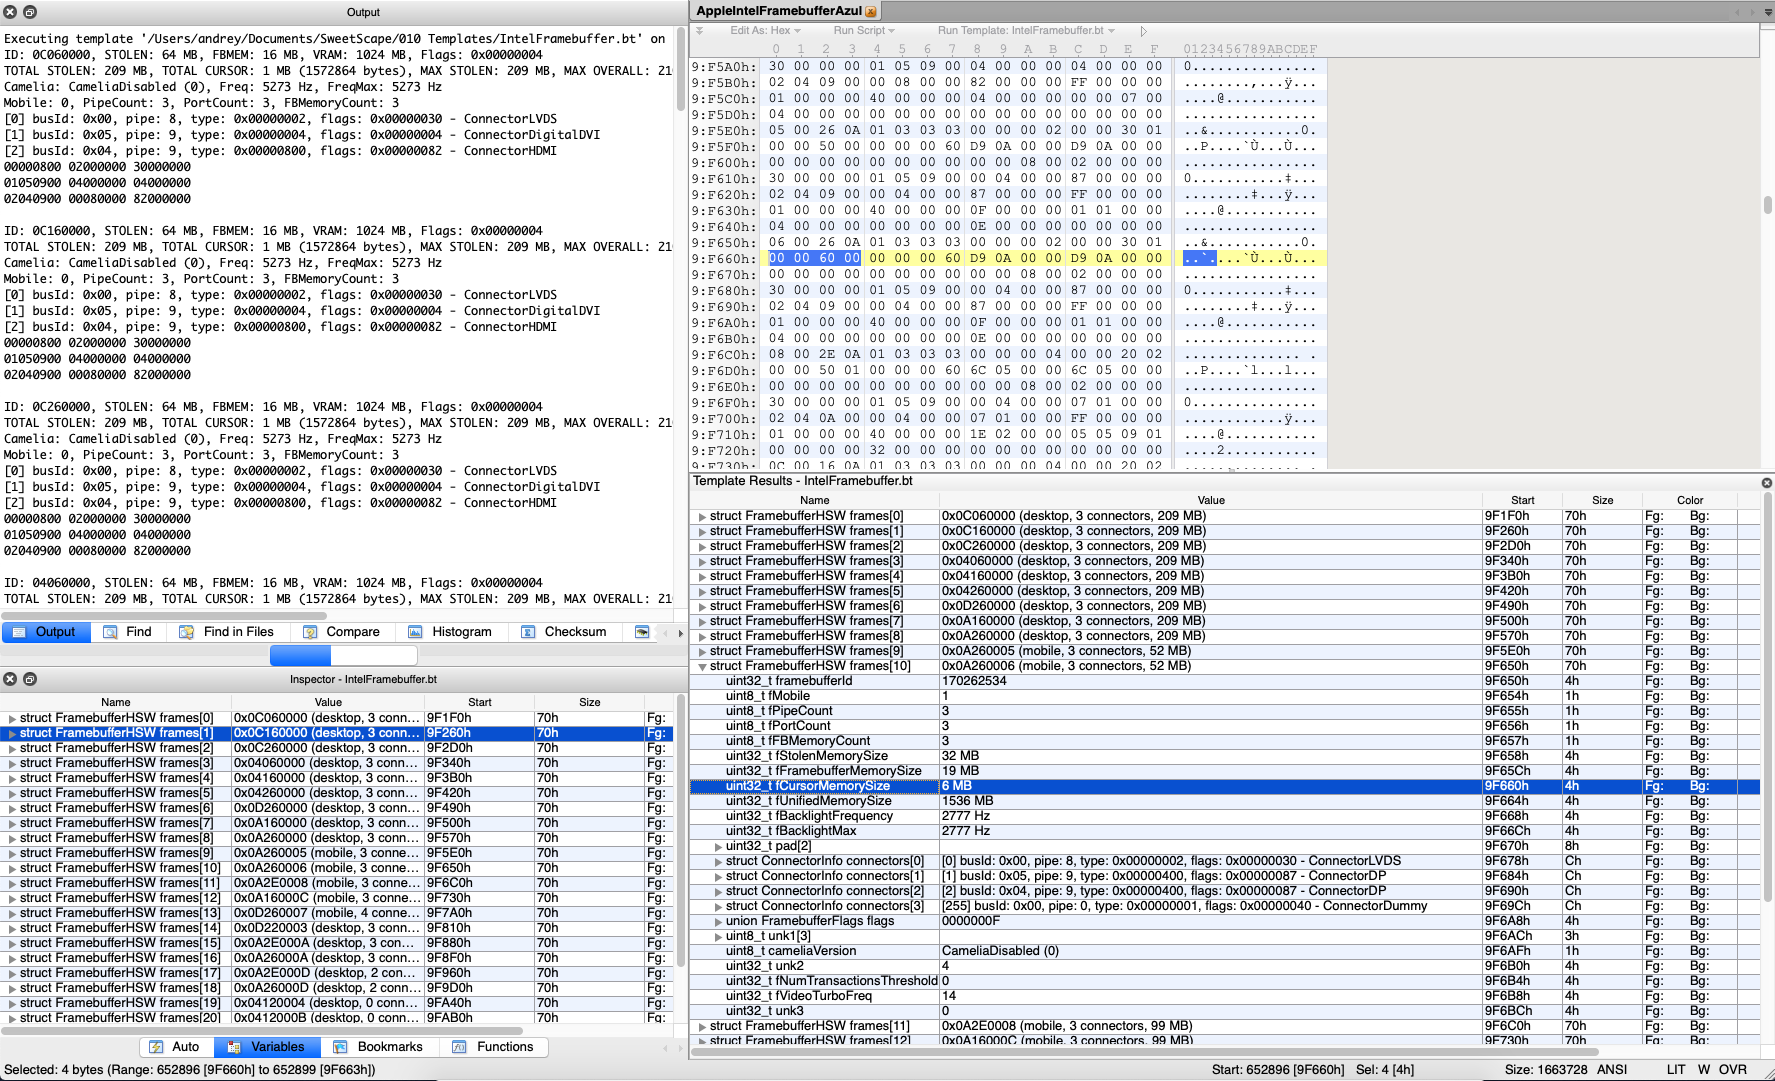 Output
Executing template '/Users/andrey/Documents/SweetScape/010 Templates/IntelFramebuffer.bt' on
ID: 0C060000, STOLEN: 64 MB, FBMEM: 16 MB, VRAM: 1024 MB, Flags: 0x00000004
TOTAL STOLEN: 209 MB, TOTAL CURSOR: 1 MB (1572864 bytes), MAX STOLEN: 209 MB, MAX OVERALL: 21
Camelia: CameliaDisabled (0), Freq: 5273 Hz, FreqMax: 5273 Hz
Mobile: 0, PipeCount: 3, PortCount: 3, FBMemoryCount: 3
[0] busId: 0x00, pipe: 8, type: 0x00000002, flags: 0x00000030 - ConnectorLVDS
[1] busId: 0x05, pipe: 9, type: 0x00000004, flags: 0x00000004 - ConnectorDigitalDVI
[2] busId: 0x04, pipe: 9, type: 0x00000800, flags: 0x00000082 - ConnectorHDMI
00000800 02000000 30000000
01050900 04000000 04000000
02040900 00080000 82000000
ID: 0C160000, STOLEN: 64 MB, FBMEM: 16 MB, VRAM: 1024 MB, Flags: 0x00000004
TOTAL STOLEN: 209 MB, TOTAL CURSOR: 1 MB (1572864 bytes), MAX STOLEN: 209 MB, MAX OVERALL: 21
Camelia: CameliaDisabled (0), Freq: 5273 Hz, FreqMax: 5273 Hz
Mobile: 0, PipeCount: 3, PortCount: 3, FBMemoryCount: 3
[0] busId: 0x00, pipe: 8, type: 0x00000002, flags: 0x00000030 - ConnectorLVDS
[1] busId: 0x05, pipe: 9, type: 0x00000004, flags: 0x00000004 - ConnectorDigitalDVI
[2] busId: 0x04, pipe: 9, type: 0x00000800, flags: 0x00000082 - ConnectorHDMI
00000800 02000000 30000000
01050900 04000000 04000000
02040900 00080000 82000000
ID: 0C260000, STOLEN: 64 MB, FBMEM: 16 MB, VRAM: 1024 MB, Flags: 0x00000004
TOTAL STOLEN: 209 MB, TOTAL CURSOR: 1 MB (1572864 bytes), MAX STOLEN: 209 MB, MAX OVERALL: 21
Camelia: CameliaDisabled (0), Freq: 5273 Hz, FreqMax: 5273 Hz
Mobile: 0, PipeCount: 3, PortCount: 3, FBMemoryCount: 3
[0] busId: 0x00, pipe: 8, type: 0x00000002, flags: 0x00000030 - ConnectorLVDS
[1] busId: 0x05, pipe: 9, type: 0x00000004, flags: 0x00000004 - ConnectorDigitalDVI
[2] busId: 0x04, pipe: 9, type: 0x00000800, flags: 0x00000082 - ConnectorHDMI
00000800 02000000 30000000
01050900 04000000 04000000
02040900 00080000 82000000
ID: 04060000, STOLEN: 64 MB, FBMEM: 16 MB, VRAM: 1024 MB, Flags: 0x00000004
TOTAL STOLEN: 209 MB, TOTAL CURSOR: 1 MB (1572864 bytes), MAX STOLEN: 209 MB, MAX OVERALL: 21
Output Find Find in Files Compare Histogram Checksum
Inspector - IntelFramebuffer.bt
Name Value Start Size
struct FramebufferHSW frames[0] 0x0C060000 (desktop, 3 conn... 9F1F0h 70h Fg:
struct FramebufferHSW frames[1] 0x0C160000 (desktop, 3 conn... 9F260h 70h Fg:
struct FramebufferHSW frames[2] 0x0C260000 (desktop, 3 conn... 9F2D0h 70h Fg:
struct FramebufferHSW frames[3] 0x04060000 (desktop, 3 conn... 9F340h 70h Fg:
struct FramebufferHSW frames[4] 0x04160000 (desktop, 3 conn... 9F3B0h 70h Fg:
struct FramebufferHSW frames[5] 0x04260000 (desktop, 3 conn... 9F420h 70h Fg:
struct FramebufferHSW frames[6] 0x0D260000 (desktop, 3 conn... 9F490h 70h Fg:
struct FramebufferHSW frames[7] 0x0A160000 (desktop, 3 conn... 9F500h 70h Fg:
struct FramebufferHSW frames[8] 0x0A260000 (desktop, 3 conn... 9F570h 70h Fg:
struct FramebufferHSW frames[9] 0x0A260005 (mobile, 3 conne... 9F5E0h 70h Fg:
struct FramebufferHSW frames[10] 0x0A260006 (mobile, 3 conne... 9F650h 70h Fg:
struct FramebufferHSW frames[11] 0x0A2E0008 (mobile, 3 conne... 9F6C0h 70h Fg:
struct FramebufferHSW frames[12] 0x0A16000C (mobile, 3 conne... 9F730h 70h Fg:
struct FramebufferHSW frames[13] 0x0D260007 (mobile, 4 conne... 9F7A0h 70h Fg:
struct FramebufferHSW frames[14] 0x0D220003 (desktop, 3 con... 9F810h 70h Fg:
struct FramebufferHSW frames[15] 0x0A2E000A (desktop, 3 con... 9F880h 70h Fg:
struct FramebufferHSW frames[16] 0x0A26000A (desktop, 3 con... 9F8F0h 70h Fg:
struct FramebufferHSW frames[17] 0x0A2E000D (desktop, 2 con... 9F960h 70h Fg:
struct FramebufferHSW frames[18] 0x0A26000D (desktop, 2 con... 9F9D0h 70h Fg:
struct FramebufferHSW frames[19] 0x04120004 (desktop, 0 conn... 9FA40h 70h Fg:
struct FramebufferHSW frames[20] 0x0412000B (desktop, 0 conn... 9FAB0h 70h Fg:
Auto Variables Bookmarks Functions
Selected: 4 bytes (Range: 652896 [9F660h] to 652899 [9F663h])
AppleIntelFramebufferAzul
Edit As: Hex Run Script Run Template: IntelFramebuffer.bt
0 1 2 3 4 5 6 7 8 9 A B C D E F 0123456789ABCDEF
9:F5A0h: 30 00 00 00 01 05 09 00 04 00 00 00 04 00 00 00 0...............
9:F5B0h: 02 04 09 00 00 08 00 00 82 00 00 00 FF 00 00 00 ........‚...ÿ...
9:F5C0h: 01 00 00 00 40 00 00 00 04 00 00 00 00 00 07 00 ....@...........
9:F5D0h: 04 00 00 00 00 00 00 00 00 00 00 00 00 00 00 00 ................
9:F5E0h: 05 00 26 0A 01 03 03 03 00 00 00 02 00 00 30 01 ..&...........0.
9:F5F0h: 00 00 50 00 00 00 00 60 D9 0A 00 00 D9 0A 00 00 ..P....`Ù...Ù...
9:F600h: 00 00 00 00 00 00 00 00 00 00 08 00 02 00 00 00 ................
9:F610h: 30 00 00 00 01 05 09 00 00 04 00 00 87 00 00 00 0...........‡...
9:F620h: 02 04 09 00 00 04 00 00 87 00 00 00 FF 00 00 00 ........‡...ÿ...
9:F630h: 01 00 00 00 40 00 00 00 0F 00 00 00 01 01 00 00 ....@...........
9:F640h: 04 00 00 00 00 00 00 00 0E 00 00 00 00 00 00 00 ................
9:F650h: 06 00 26 0A 01 03 03 03 00 00 00 02 00 00 30 01 ..&...........0.
9:F660h: 00 00 60 00 00 00 00 60 D9 0A 00 00 D9 0A 00 00 ..`....`Ù...Ù...
9:F670h: 00 00 00 00 00 00 00 00 00 00 08 00 02 00 00 00 ................
9:F680h: 30 00 00 00 01 05 09 00 00 04 00 00 87 00 00 00 0...........‡...
9:F690h: 02 04 09 00 00 04 00 00 87 00 00 00 FF 00 00 00 ........‡...ÿ...
9:F6A0h: 01 00 00 00 40 00 00 00 0F 00 00 00 01 01 00 00 ....@...........
9:F6B0h: 04 00 00 00 00 00 00 00 0E 00 00 00 00 00 00 00 ................
9:F6C0h: 08 00 2E 0A 01 03 03 03 00 00 00 04 00 00 20 02 .............. .
9:F6D0h: 00 00 50 01 00 00 00 60 6C 05 00 00 6C 05 00 00 ..P....`l...l...
9:F6E0h: 00 00 00 00 00 00 00 00 00 00 08 00 02 00 00 00 ................
9:F6F0h: 30 00 00 00 01 05 09 00 00 04 00 00 07 01 00 00 0...............
9:F700h: 02 04 0A 00 00 04 00 00 07 01 00 00 FF 00 00 00 ............ÿ...
9:F710h: 01 00 00 00 40 00 00 00 1E 02 00 00 05 05 09 01 ....@...........
9:F720h: 00 00 00 00 32 00 00 00 00 00 00 00 00 00 00 00 ....2...........
9:F730h: 0C 00 16 0A 01 03 03 03 00 00 00 04 00 00 20 02 .............. .
Template Results - IntelFramebuffer.bt
Name Value Start Size Color
struct FramebufferHSW frames[0] 0x0C060000 (desktop, 3 connectors, 209 MB) 9F1F0h 70h Fg: Bg:
struct FramebufferHSW frames[1] 0x0C160000 (desktop, 3 connectors, 209 MB) 9F260h 70h Fg: Bg:
struct FramebufferHSW frames[2] 0x0C260000 (desktop, 3 connectors, 209 MB) 9F2D0h 70h Fg: Bg:
struct FramebufferHSW frames[3] 0x04060000 (desktop, 3 connectors, 209 MB) 9F340h 70h Fg: Bg:
struct FramebufferHSW frames[4] 0x04160000 (desktop, 3 connectors, 209 MB) 9F3B0h 70h Fg: Bg:
struct FramebufferHSW frames[5] 0x04260000 (desktop, 3 connectors, 209 MB) 9F420h 70h Fg: Bg:
struct FramebufferHSW frames[6] 0x0D260000 (desktop, 3 connectors, 209 MB) 9F490h 70h Fg: Bg:
struct FramebufferHSW frames[7] 0x0A160000 (desktop, 3 connectors, 209 MB) 9F500h 70h Fg: Bg:
struct FramebufferHSW frames[8] 0x0A260000 (desktop, 3 connectors, 209 MB) 9F570h 70h Fg: Bg:
struct FramebufferHSW frames[9] 0x0A260005 (mobile, 3 connectors, 52 MB) 9F5E0h 70h Fg: Bg:
struct FramebufferHSW frames[10] 0x0A260006 (mobile, 3 connectors, 52 MB) 9F650h 70h Fg: Bg:
uint32_t framebufferId 170262534 9F650h 4h Fg: Bg:
uint8_t fMobile 1 9F654h 1h Fg: Bg:
uint8_t fPipeCount 3 9F655h 1h Fg: Bg:
uint8_t fPortCount 3 9F656h 1h Fg: Bg:
uint8_t fFBMemoryCount 3 9F657h 1h Fg: Bg:
uint32_t fStolenMemorySize 32 MB 9F658h 4h Fg: Bg:
uint32_t fFramebufferMemorySize 19 MB 9F65Ch 4h Fg: Bg:
uint32_t fCursorMemorySize 6 MB 9F660h 4h Fg: Bg:
uint32_t fUnifiedMemorySize 1536 MB 9F664h 4h Fg: Bg:
uint32_t fBacklightFrequency 2777 Hz 9F668h 4h Fg: Bg:
uint32_t fBacklightMax 2777 Hz 9F66Ch 4h Fg: Bg:
uint32_t pad[2] 9F670h 8h Fg: Bg:
struct ConnectorInfo connectors[0] [0] busId: 0x00, pipe: 8, type: 0x00000002, flags: 0x00000030 - ConnectorLVDS 9F678h Ch Fg: Bg:
struct ConnectorInfo connectors[1] [1] busId: 0x05, pipe: 9, type: 0x00000400, flags: 0x00000087 - ConnectorDP 9F684h Ch Fg: Bg:
struct ConnectorInfo connectors[2] [2] busId: 0x04, pipe: 9, type: 0x00000400, flags: 0x00000087 - ConnectorDP 9F690h Ch Fg: Bg:
struct ConnectorInfo connectors[3] [255] busId: 0x00, pipe: 0, type: 0x00000001, flags: 0x00000040 - ConnectorDummy 9F69Ch Ch Fg: Bg:
union FramebufferFlags flags 0000000F 9F6A8h 4h Fg: Bg:
uint8_t unk1[3] 9F6ACh 3h Fg: Bg:
uint8_t cameliaVersion CameliaDisabled (0) 9F6AFh 1h Fg: Bg:
uint32_t unk2 4 9F6B0h 4h Fg: Bg:
uint32_t fNumTransactionsThreshold 0 9F6B4h 4h Fg: Bg:
uint32_t fVideoTurboFreq 14 9F6B8h 4h Fg: Bg:
uint32_t unk3 0 9F6BCh 4h Fg: Bg:
struct FramebufferHSW frames[11] 0x0A2E0008 (mobile, 3 connectors, 99 MB) 9F6C0h 70h Fg: Bg:
struct FramebufferHSW frames[12] 0x0A16000C (mobile, 3 connectors, 99 MB) 9F730h 70h Fg: Bg:
Start: 652896 [9F660h] Sel: 4 [4h] Size: 1663728 ANSI LIT W OVR